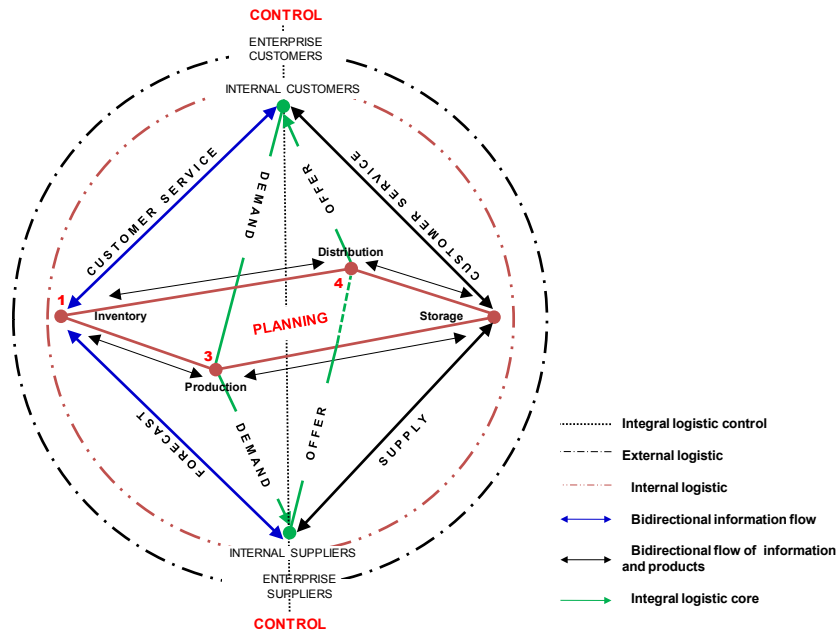 CONTROL
ENTERPRISE
CUSTOMERS
INTERNAL CUSTOMERS
CUSTOMER SERVICE
DEMAND
OFFER
CUSTOMER SERVICE
Distribution
4
1
Inventory
PLANNING
Storage
3
Production
FORECAST
DEMAND
OFFER
SUPPLY
INTERNAL SUPPLIERS
ENTERPRISE
SUPPLIERS
CONTROL
Integral logistic control
External logistic
Internal logistic
Bidirectional information flow
Bidirectional flow of information
and products
Integral logistic core